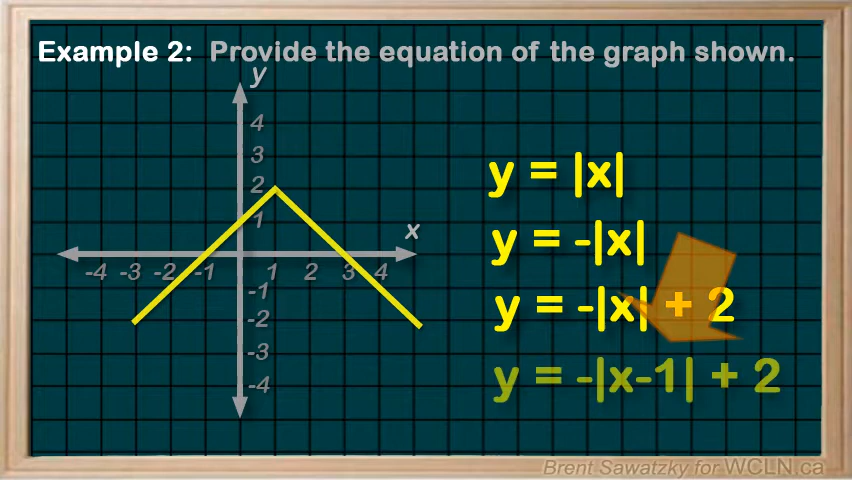 Example 2: Provide the equation of the graph shown.
y
4
3
2
1
x
-4 -3 -2 -1 1 2 3 4
-1
-2
-3
-4
y = |x|
y = -|x|
y = -|x| + 2
y = -|x-1| + 2
Brent Sawatzky for WCLN.ca